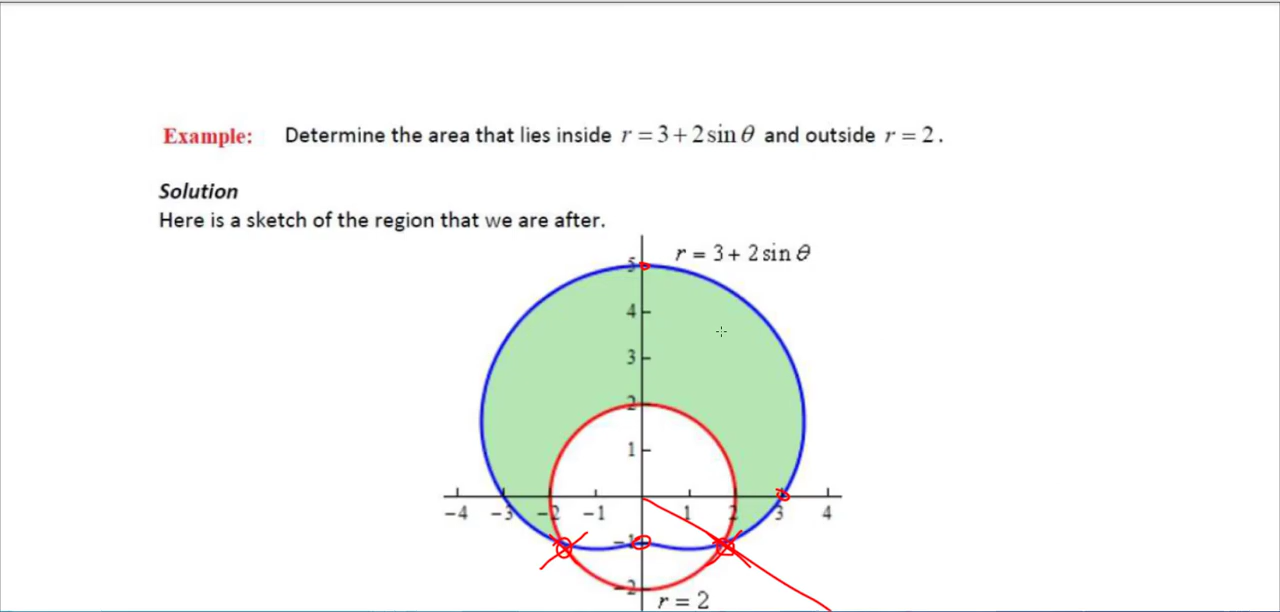 Example: Determine the area that lies inside r = 3 + 2 sin θ and outside r = 2.
Solution
Here is a sketch of the region that we are after.
r = 3 + 2 sin θ
5
4
3
2
1
-4 -3 -2 -1 1 2 3 4
-1
-2
r = 2